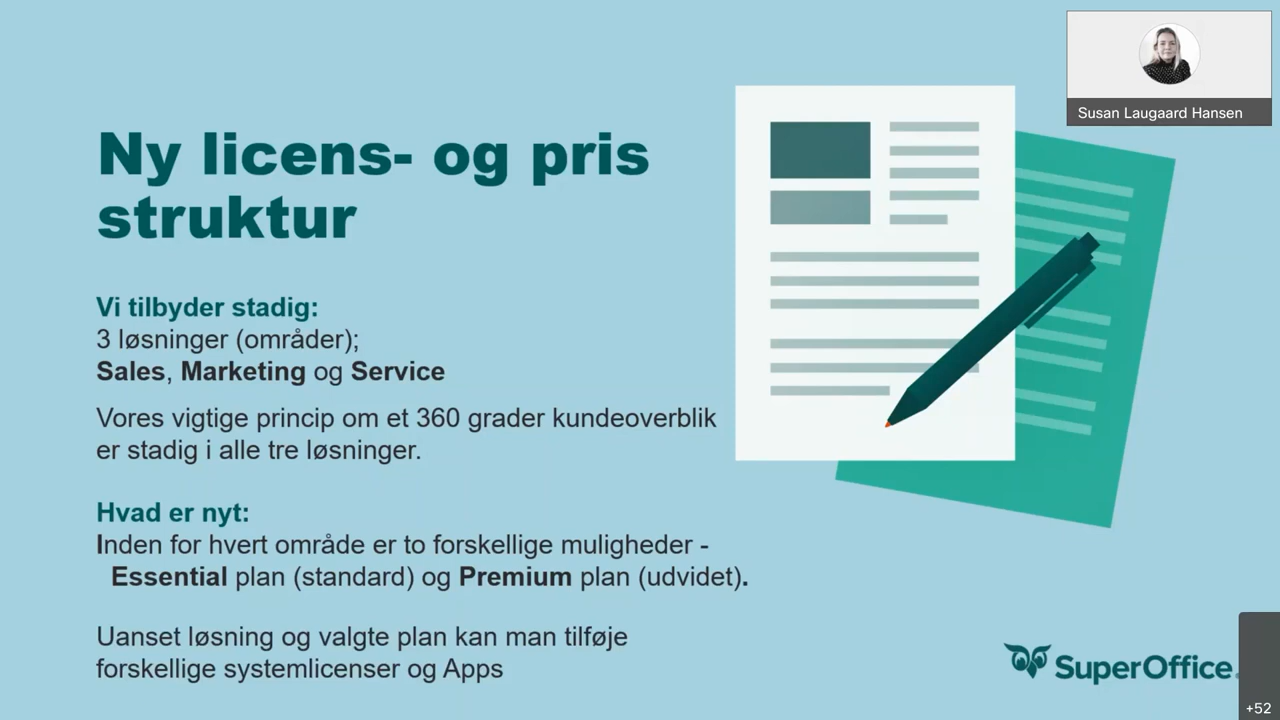 Susan Laugaard Hansen
Ny licens- og pris
struktur
Vi tilbyder stadig:
3 løsninger (områder);
Sales, Marketing og Service
Vores vigtige princip om et 360 grader kundeoverblik
er stadig i alle tre løsninger.
Hvad er nyt:
Inden for hvert område er to forskellige muligheder -
Essential plan (standard) og Premium plan (udvidet).
Uanset løsning og valgte plan kan man tilføje
forskellige systemlicenser og Apps
SuperOffice.
+52